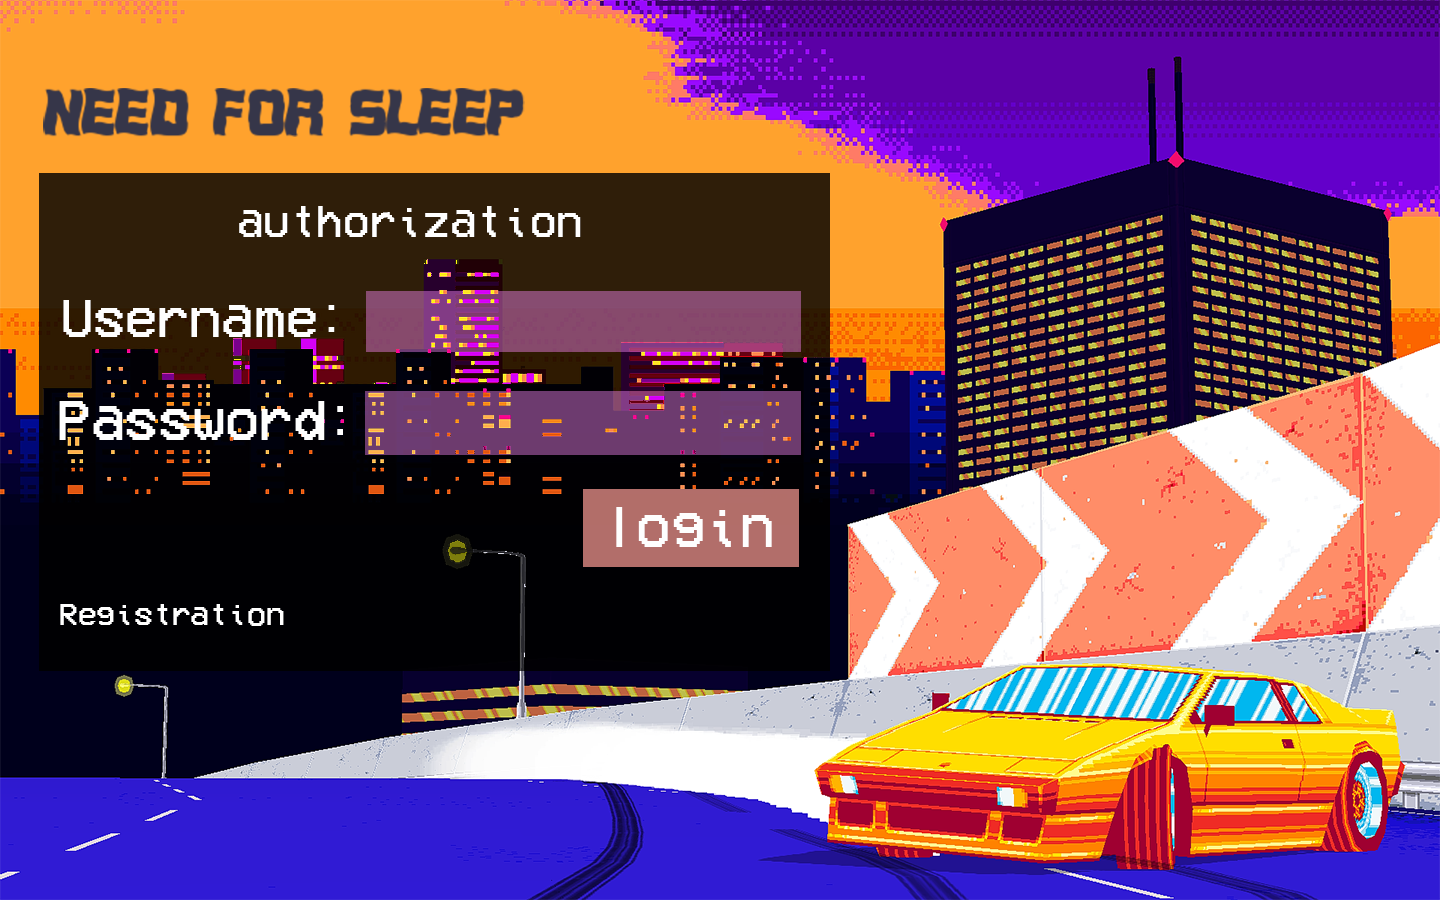 NEED FOR SLEEP
authorization
Username:
Password:
login
Registration